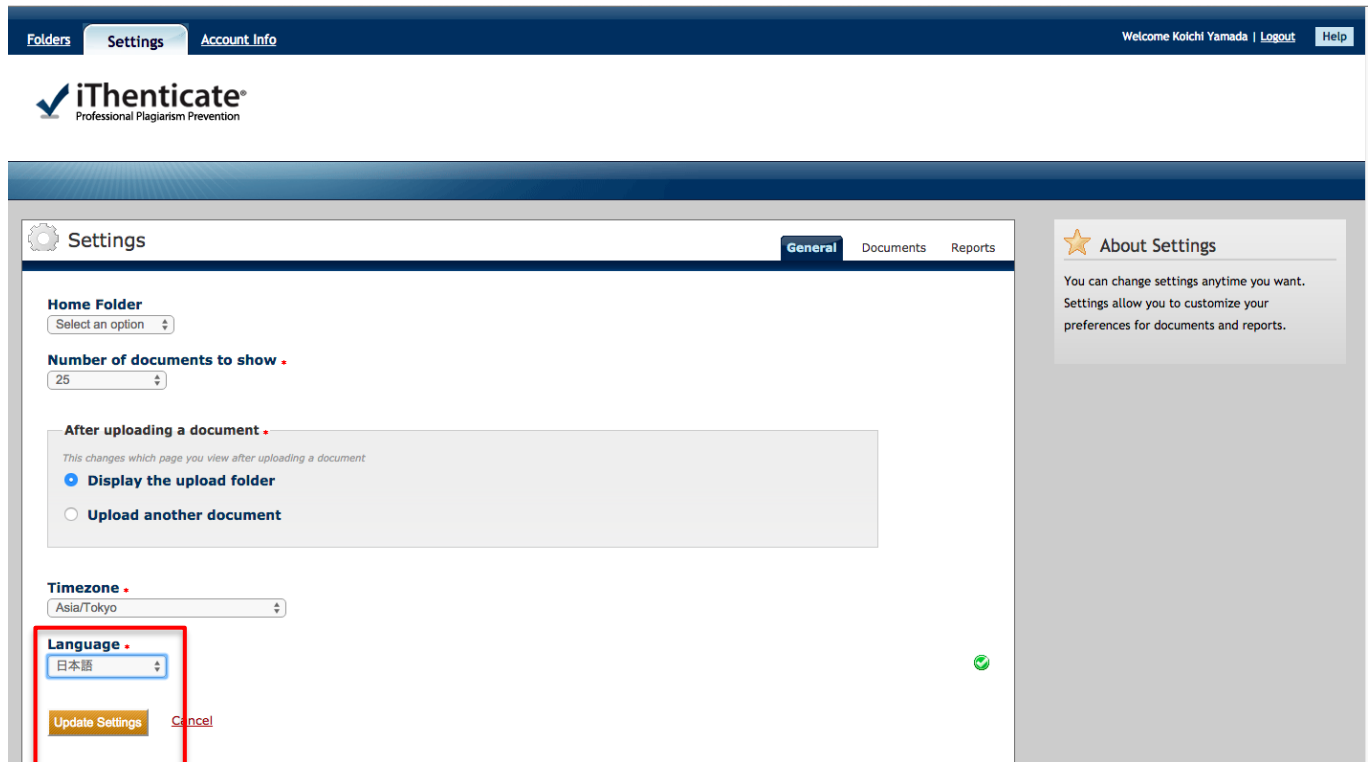 Folders Settings Account Info Welcome Koichi Yamada | Logout Help
iThenticate®
Professional Plagiarism Prevention
Settings General Documents Reports
Home Folder
Select an option
Number of documents to show *
25
After uploading a document *
This changes which page you view after uploading a document
Display the upload folder
Upload another document
Timezone *
Asia/Tokyo
Language *
日本語
Update Settings Cancel
About Settings
You can change settings anytime you want.
Settings allow you to customize your
preferences for documents and reports.